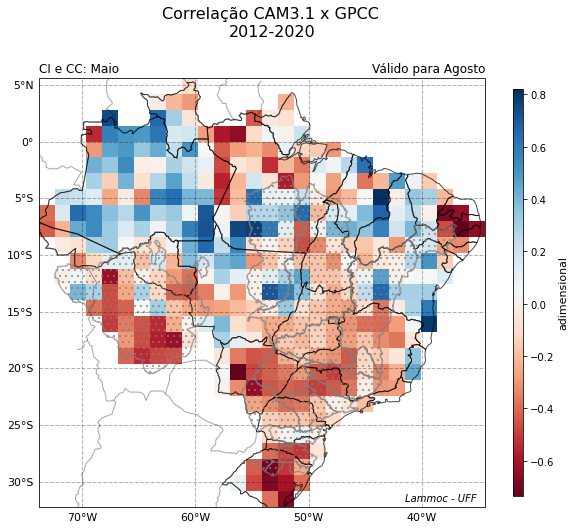 Correlação CAM3.1 x GPCC
2012-2020
CI e CC: Maio
Válido para Agosto
5°N
0°
5°S
10°S
15°S
20°S
25°S
30°S
70°W
60°W
50°W
40°W
Lammoc - UFF
0.8
0.6
0.4
0.2
0.0
−0.2
−0.4
−0.6
adimensional